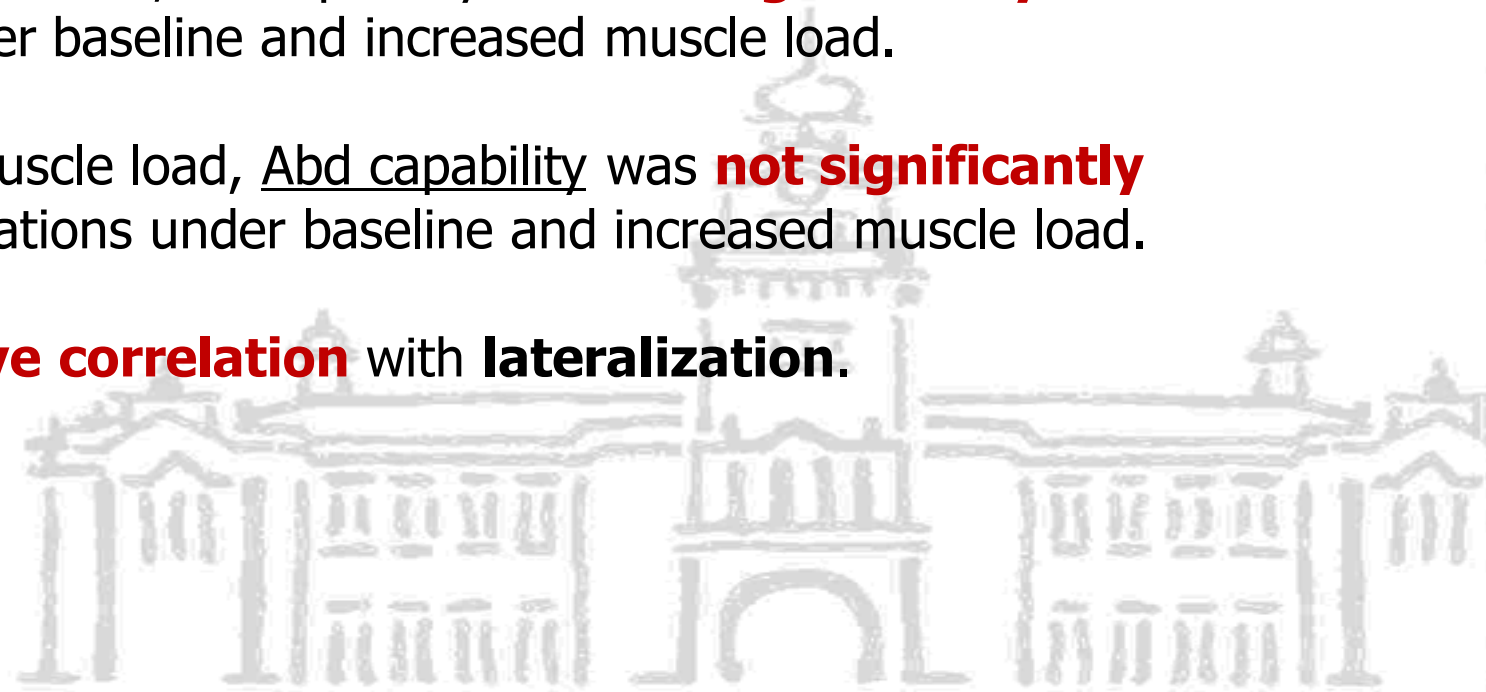 er baseline and increased muscle load.
uscle load, Abd capability was not significantly
ations under baseline and increased muscle load.
ve correlation with lateralization.